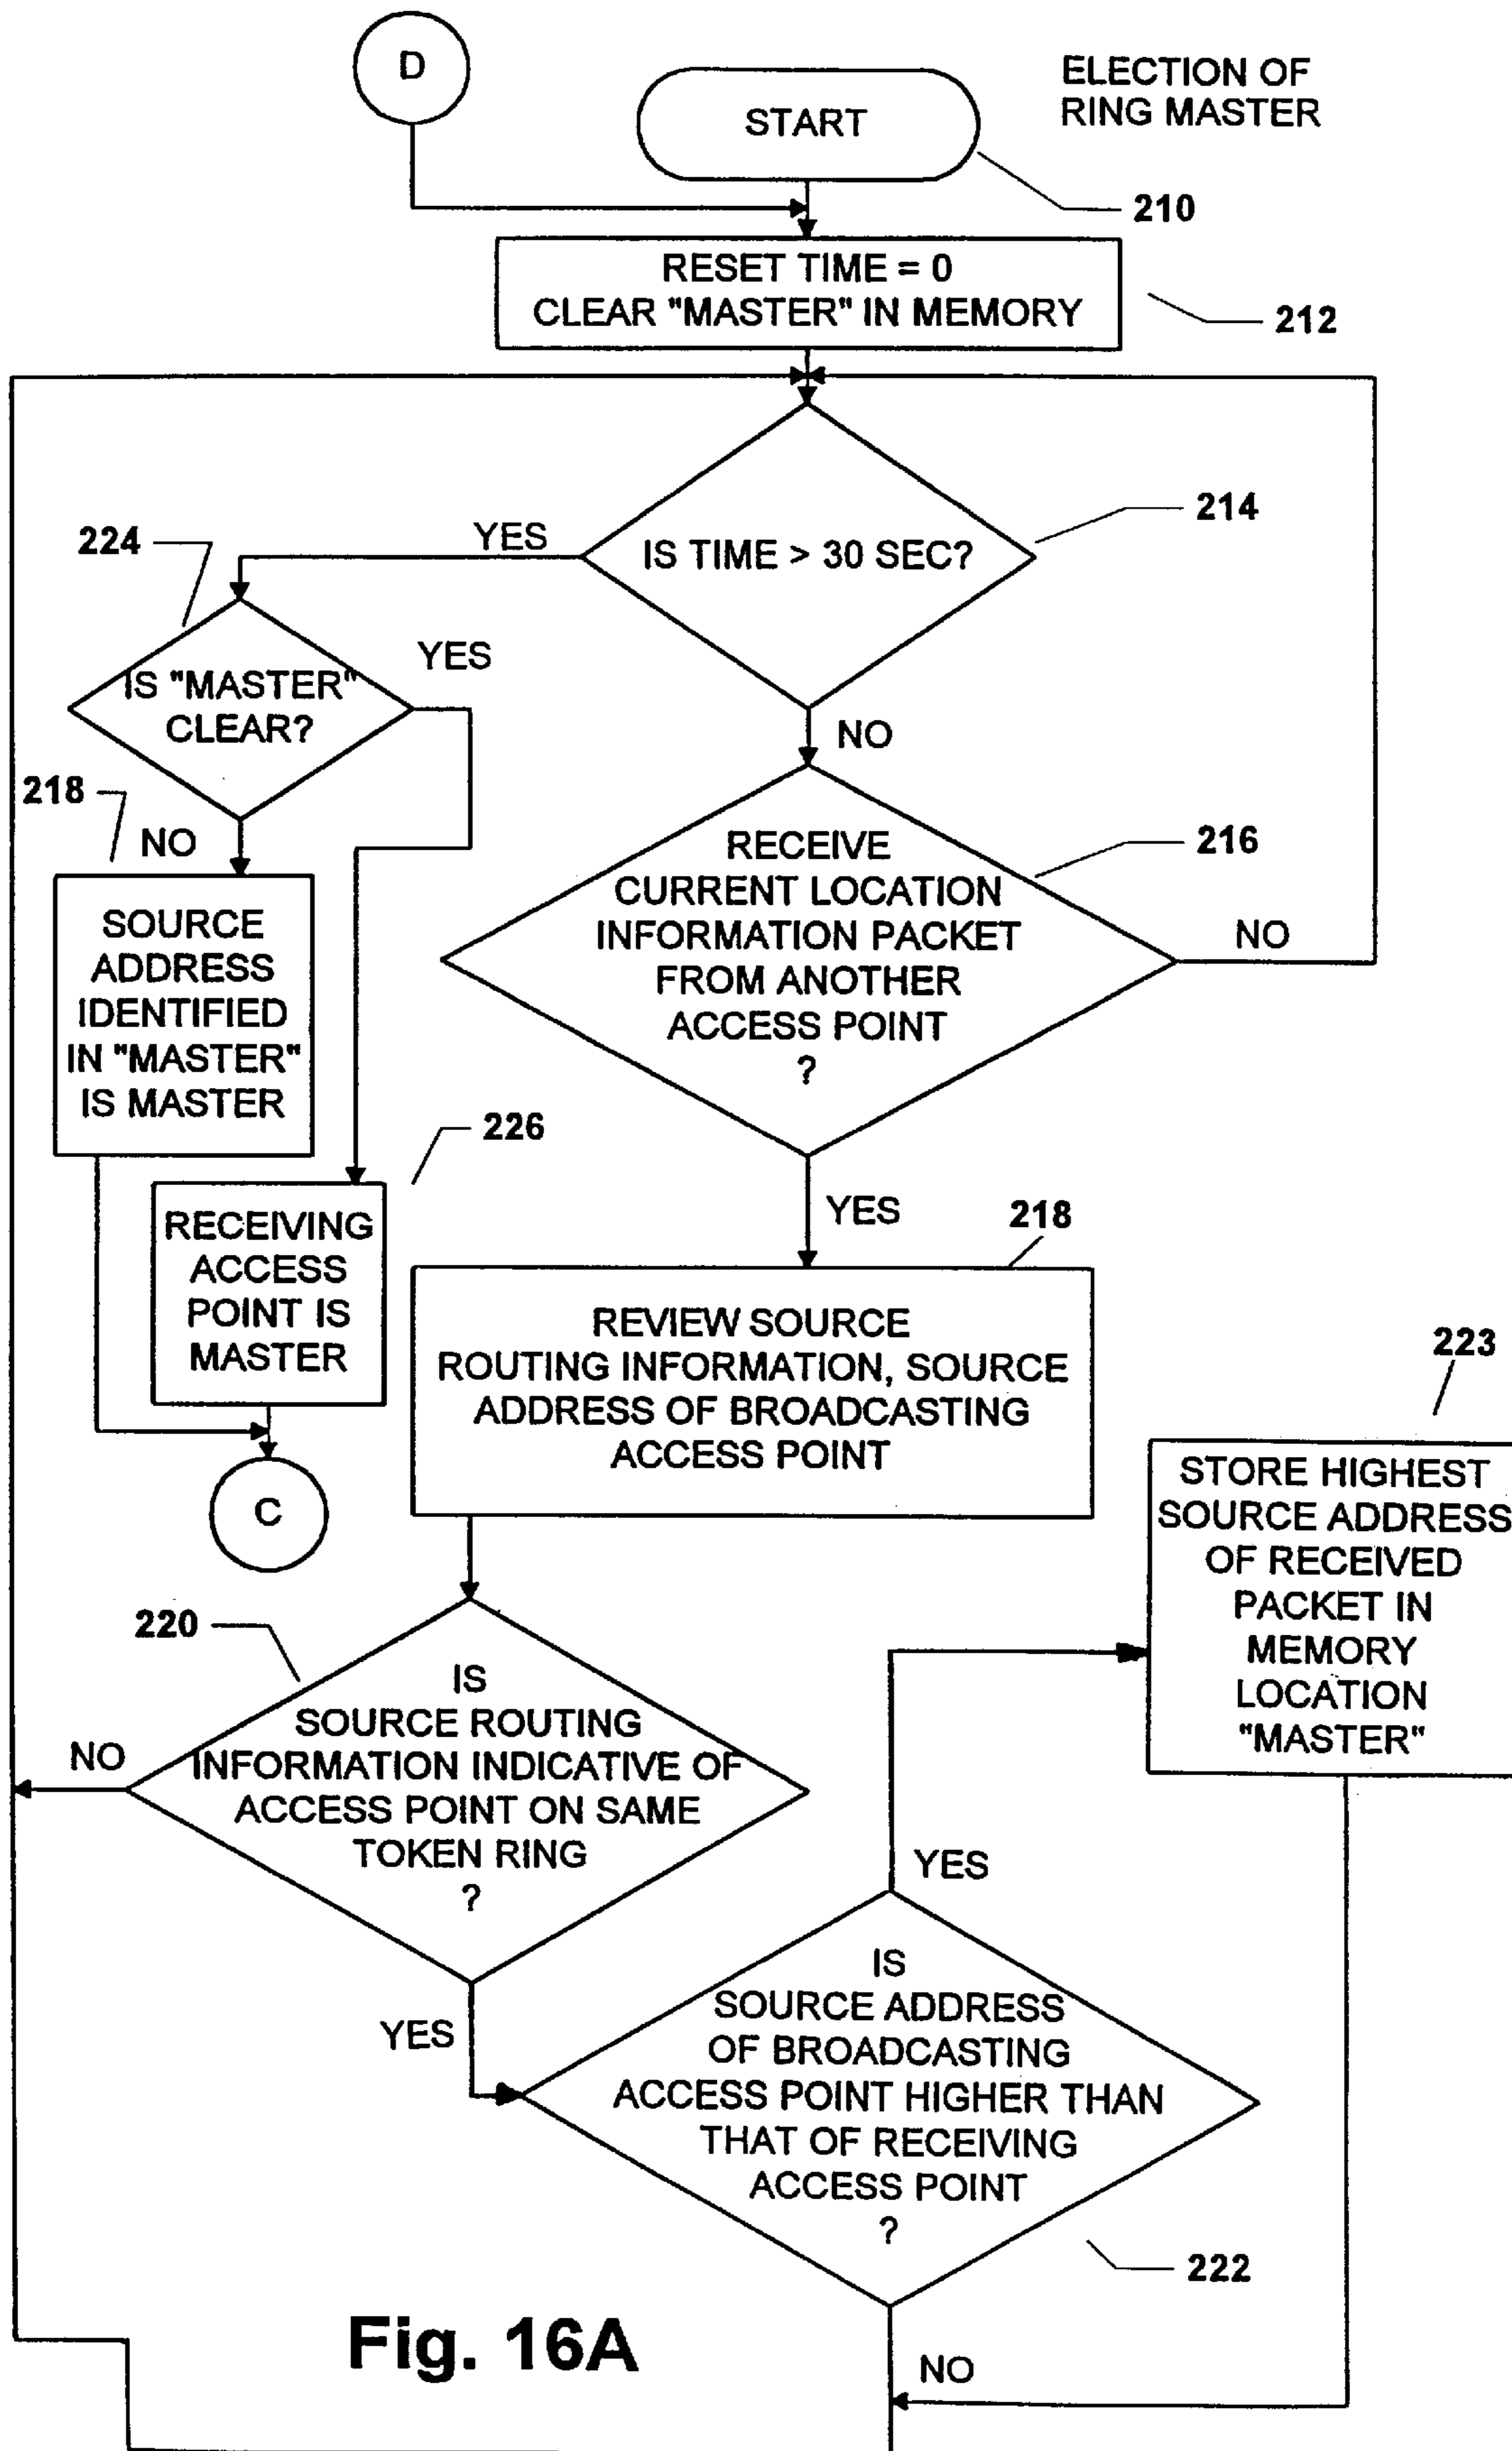 D
START
ELECTION OF
RING MASTER
210
RESET TIME = 0
CLEAR "MASTER" IN MEMORY
212
IS TIME > 30 SEC?
214
YES
NO
224
IS "MASTER"
CLEAR?
YES
NO
218
SOURCE
ADDRESS
IDENTIFIED
IN "MASTER"
IS MASTER
RECEIVE
CURRENT LOCATION
INFORMATION PACKET
FROM ANOTHER
ACCESS POINT
?
216
NO
YES
226
RECEIVING
ACCESS
POINT IS
MASTER
C
218
REVIEW SOURCE
ROUTING INFORMATION, SOURCE
ADDRESS OF BROADCASTING
ACCESS POINT
223
STORE HIGHEST
SOURCE ADDRESS
OF RECEIVED
PACKET IN
MEMORY
LOCATION
"MASTER"
220
IS
SOURCE ROUTING
INFORMATION INDICATIVE OF
ACCESS POINT ON SAME
TOKEN RING
?
NO
YES
YES
IS
SOURCE ADDRESS
OF BROADCASTING
ACCESS POINT HIGHER THAN
THAT OF RECEIVING
ACCESS POINT
?
222
NO
Fig. 16A